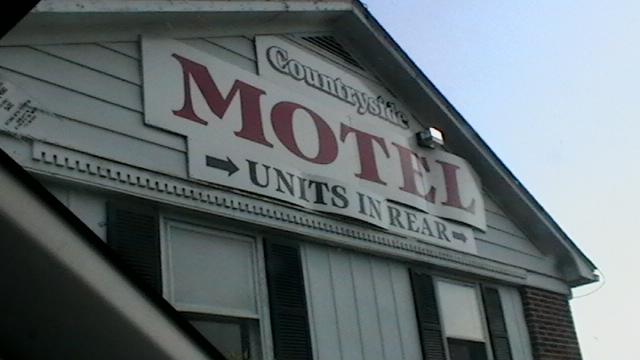 Countryside
MOTEL
→ UNITS IN REAR →